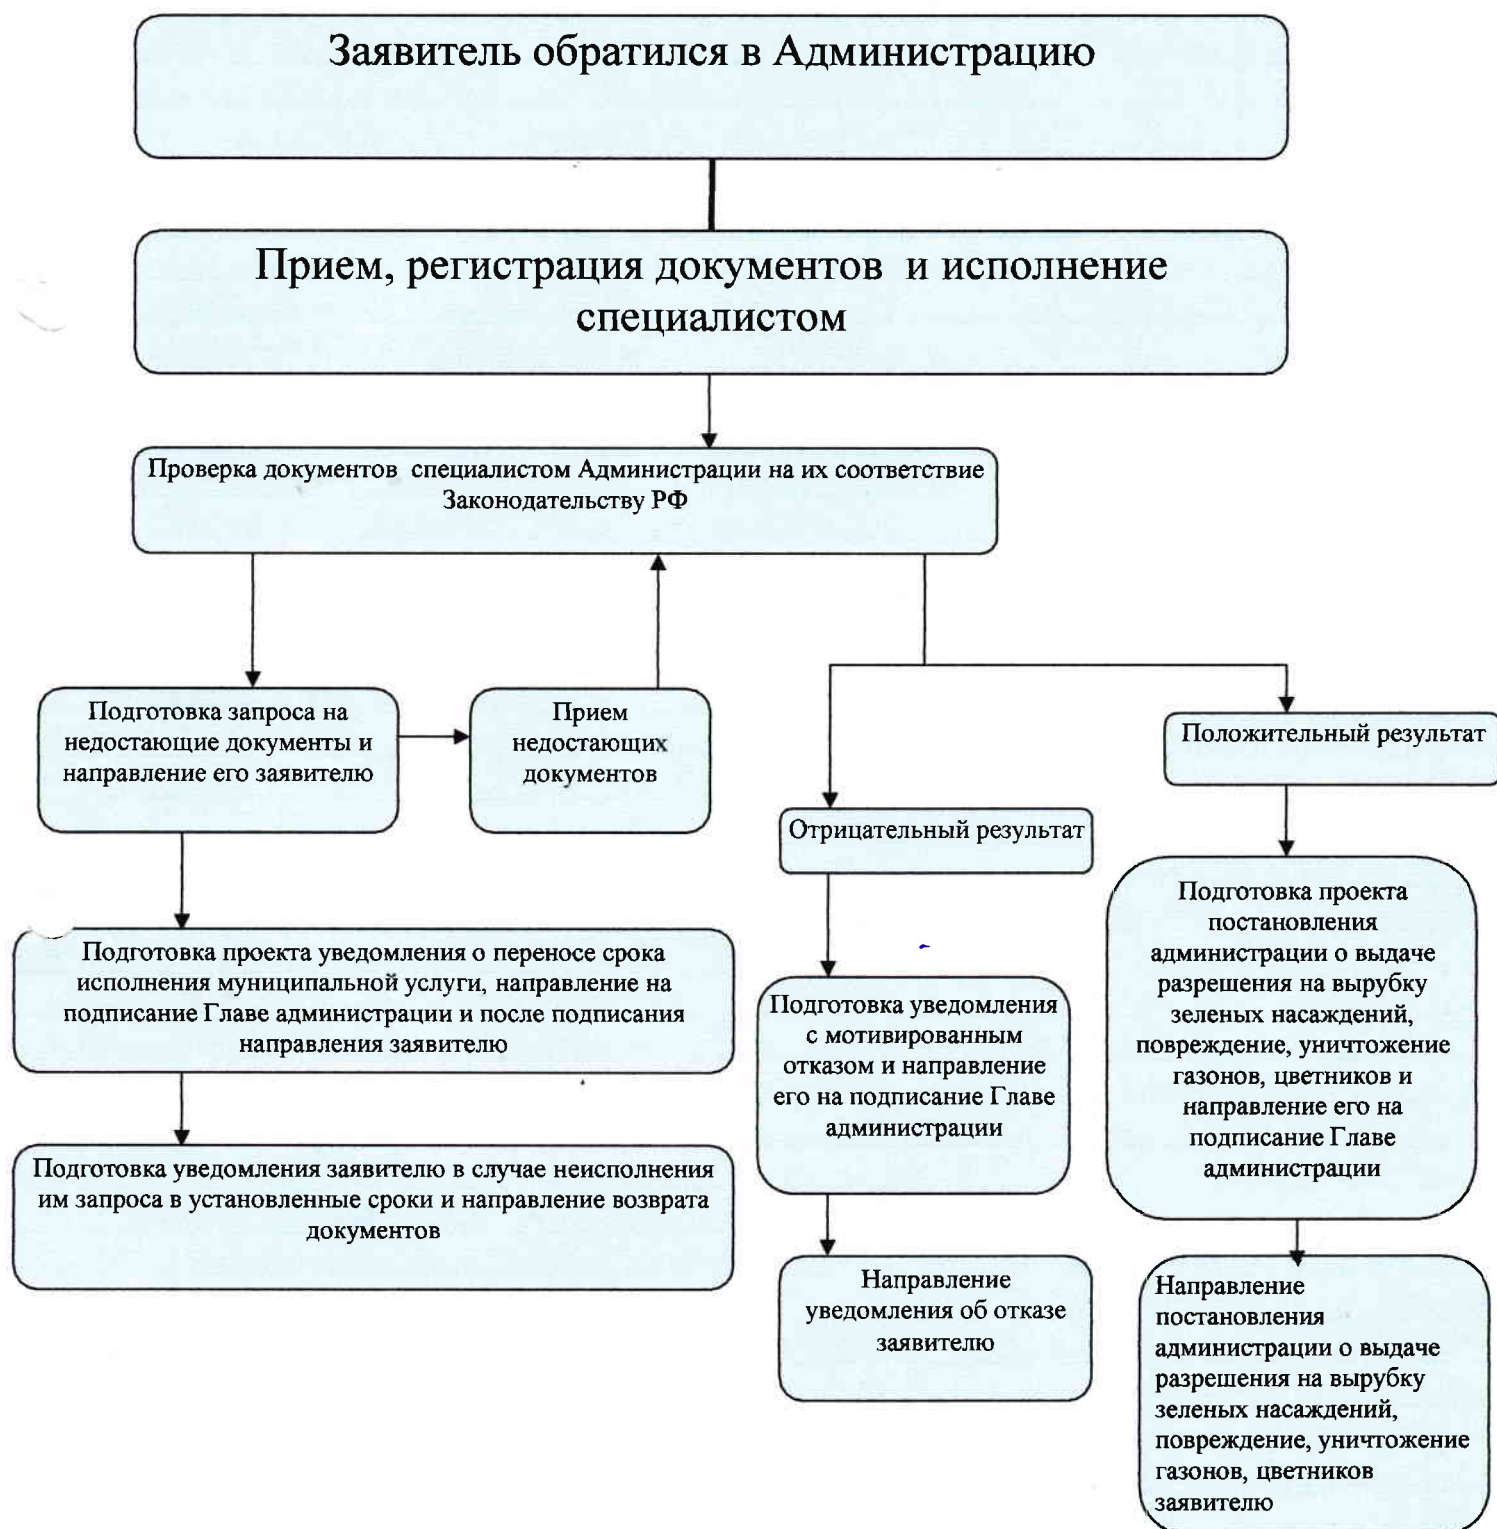 Заявитель обратился в Администрацию
Прием, регистрация документов и исполнение
специалистом
Проверка документов специалистом Администрации на их соответствие
Законодательству РФ
Подготовка запроса на
недостающие документы и
направление его заявителю
Прием
недостающих
документов
Положительный результат
Отрицательный результат
Подготовка проекта уведомления о переносе срока
исполнения муниципальной услуги, направление на
подписание Главе администрации и после подписания
направления заявителю
Подготовка уведомления заявителю в случае неисполнения
им запроса в установленные сроки и направление возврата
документов
Подготовка уведомления
с мотивированным
отказом и направление
его на подписание Главе
администрации
Направление
уведомления об отказе
заявителю
Подготовка проекта
постановления
администрации о выдаче
разрешения на вырубку
зеленых насаждений,
повреждение, уничтожение
газонов, цветников и
направление его на
подписание Главе
администрации
Направление
постановления
администрации о выдаче
разрешения на вырубку
зеленых насаждений,
повреждение, уничтожение
газонов, цветников
заявителю